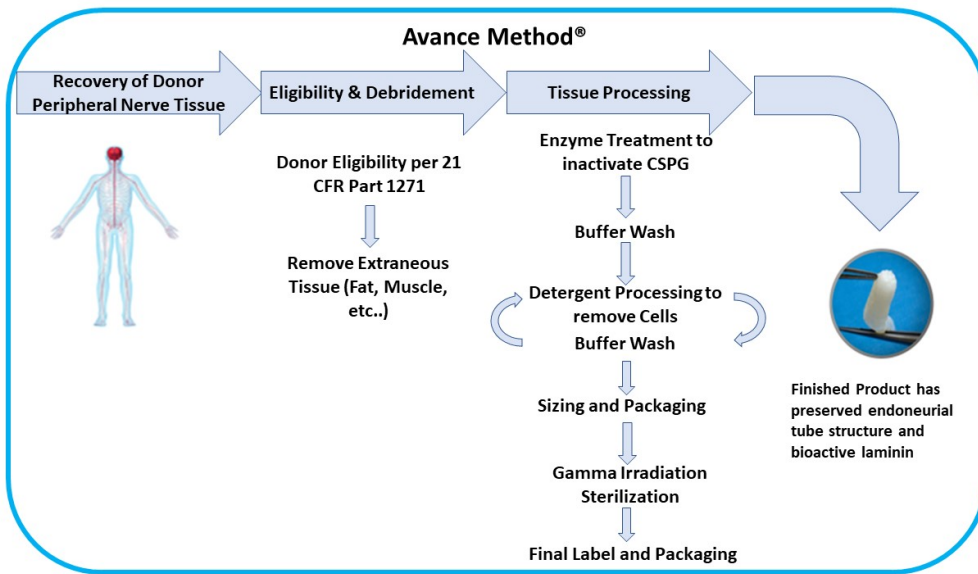 Avance Method®
Recovery of Donor
Peripheral Nerve Tissue
Eligibility & Debridement
Tissue Processing
Donor Eligibility per 21
CFR Part 1271
Remove Extraneous
Tissue (Fat, Muscle,
etc..)
Enzyme Treatment to
inactivate CSPG
Buffer Wash
Detergent Processing to
remove Cells
Buffer Wash
Sizing and Packaging
Gamma Irradiation
Sterilization
Final Label and Packaging
Finished Product has
preserved endoneurial
tube structure and
bioactive laminin